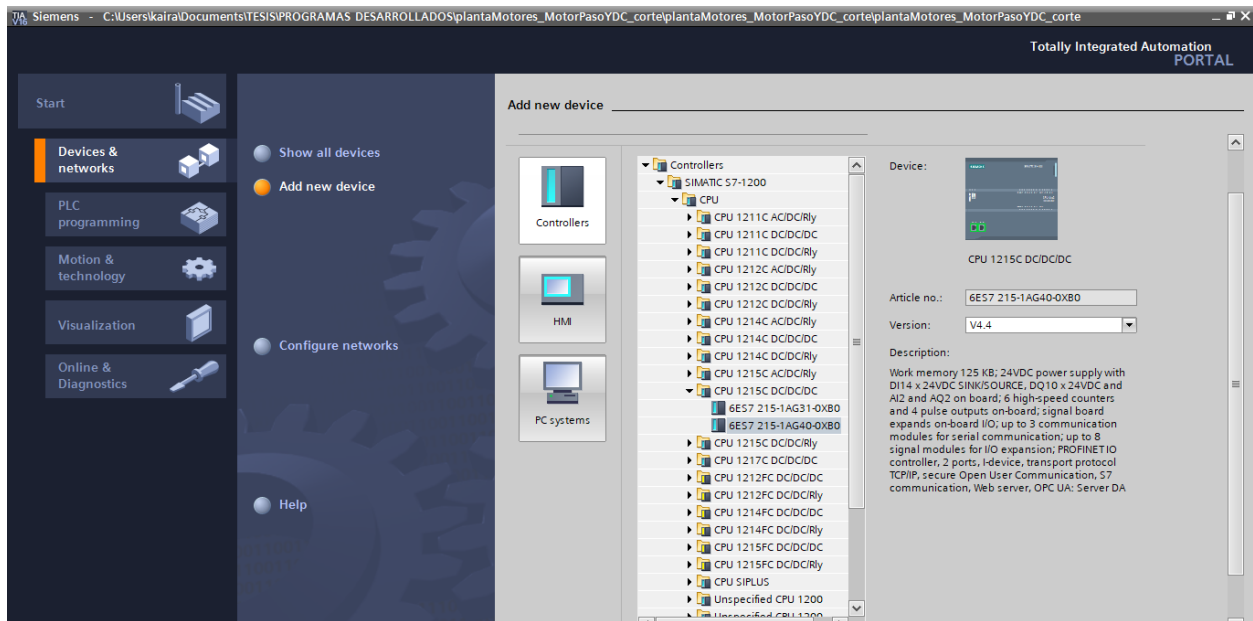 TIA V16 Siemens - C:\Users\kaira\Documents\TESIS\PROGRAMAS DESARROLLADOS\plantaMotores_MotorPasoYDC_corte\plantaMotores_MotorPasoYDC_corte\plantaMotores_MotorPasoYDC_corte
Totally Integrated Automation
PORTAL
Start
Devices &
networks
PLC
programming
Motion &
technology
Visualization
Online &
Diagnostics
Show all devices
Add new device
Configure networks
Help
Add new device
Controllers
HMI
PC systems
Controllers
SIMATIC S7-1200
CPU
CPU 1211C AC/DC/Rly
CPU 1211C DC/DC/DC
CPU 1211C DC/DC/Rly
CPU 1212C AC/DC/Rly
CPU 1212C DC/DC/DC
CPU 1212C DC/DC/Rly
CPU 1214C AC/DC/Rly
CPU 1214C DC/DC/DC
CPU 1214C DC/DC/Rly
CPU 1215C AC/DC/Rly
CPU 1215C DC/DC/DC
6ES7 215-1AG31-0XB0
6ES7 215-1AG40-0XB0
CPU 1215C DC/DC/Rly
CPU 1217C DC/DC/DC
CPU 1212FC DC/DC/DC
CPU 1212FC DC/DC/Rly
CPU 1214FC DC/DC/DC
CPU 1214FC DC/DC/Rly
CPU 1215FC DC/DC/DC
CPU 1215FC DC/DC/Rly
CPU SIPLUS
Unspecified CPU 1200
Unspecified CPU 1200
Device:
CPU 1215C DC/DC/DC
Article no.: 6ES7 215-1AG40-0XB0
Version: V4.4
Description:
Work memory 125 KB; 24VDC power supply with
DI14 x 24VDC SINK/SOURCE, DQ10 x 24VDC and
AI2 and AQ2 on board; 6 high-speed counters
and 4 pulse outputs on-board; signal board
expands on-board I/O; up to 3 communication
modules for serial communication; up to 8
signal modules for I/O expansion; PROFINET IO
controller, 2 ports, I-device, transport protocol
TCP/IP, secure Open User Communication, S7
communication, Web server, OPC UA: Server DA